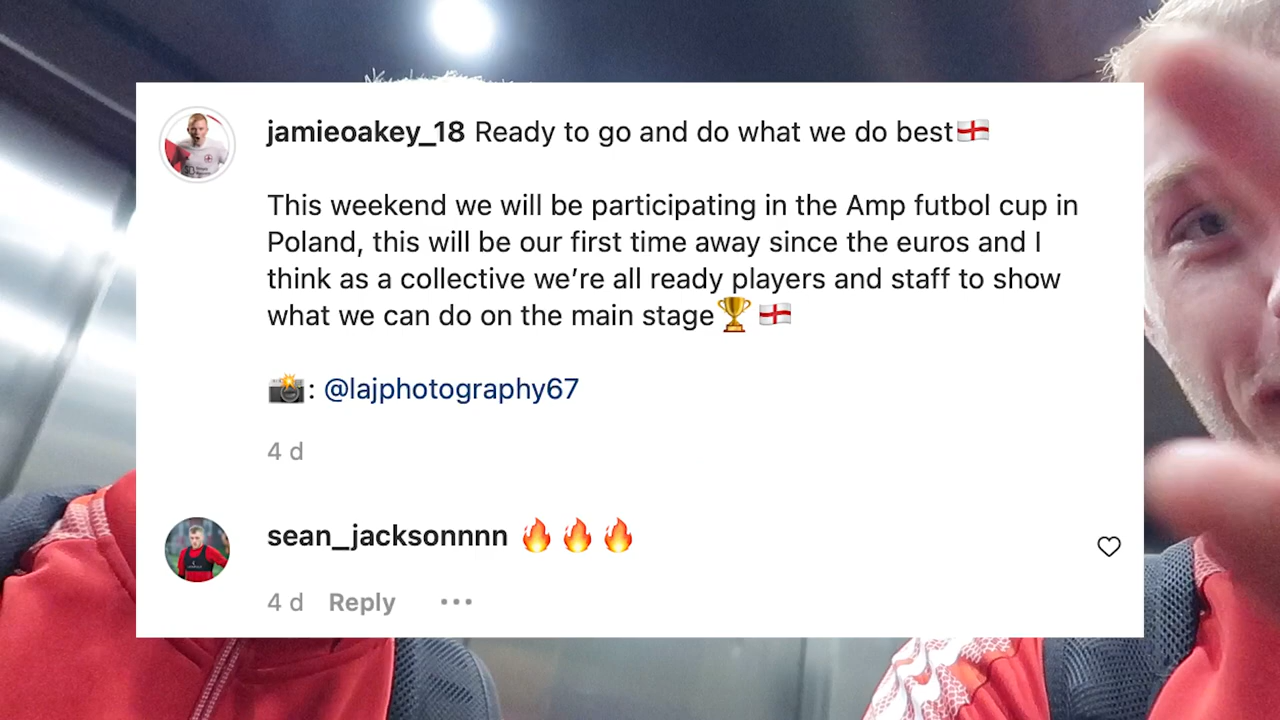 jamieoakey_18 Ready to go and do what we do best🏴󠁧󠁢󠁥󠁮󠁧󠁿
This weekend we will be participating in the Amp futbol cup in
Poland, this will be our first time away since the euros and I
think as a collective we’re all ready players and staff to show
what we can do on the main stage🏆🏴󠁧󠁢󠁥󠁮󠁧󠁿
📸: @lajphotography67
4 d
sean_jacksonnnn 🔥🔥🔥
4 d Reply •••